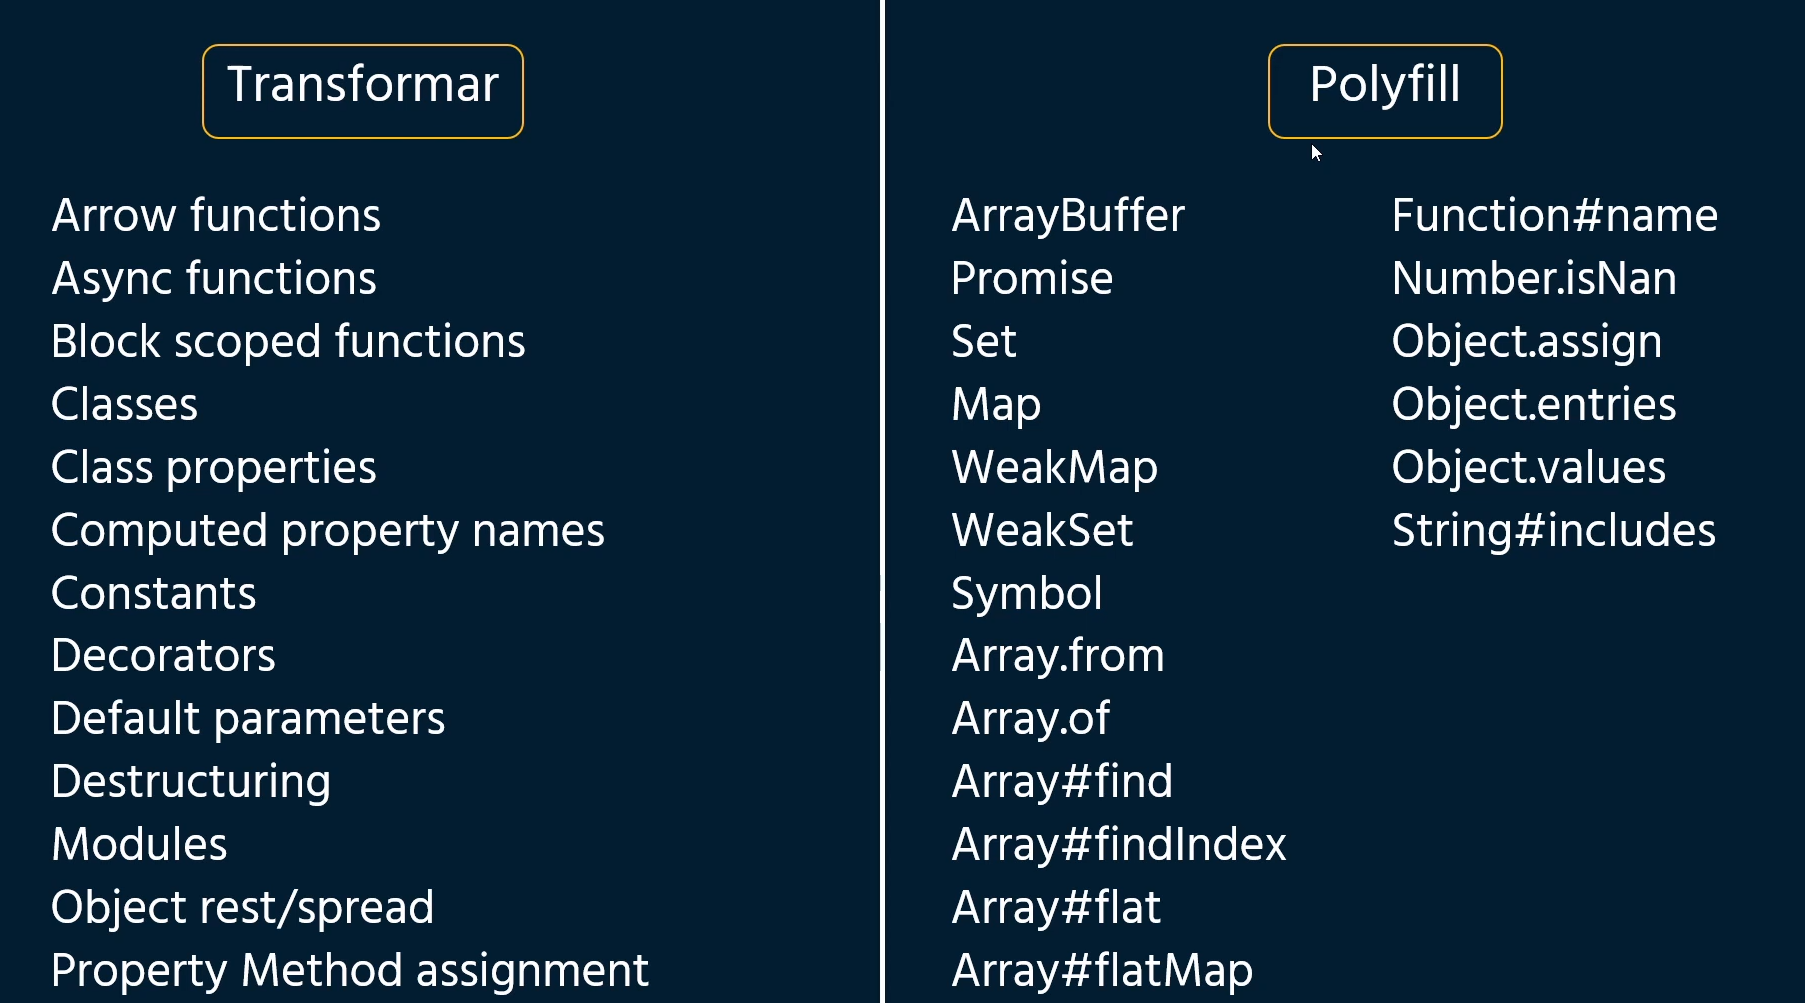 Transformar
Arrow functions
Async functions
Block scoped functions
Classes
Class properties
Computed property names
Constants
Decorators
Default parameters
Destructuring
Modules
Object rest/spread
Property Method assignment
Polyfill
ArrayBuffer
Promise
Set
Map
WeakMap
WeakSet
Symbol
Array.from
Array.of
Array#find
Array#findIndex
Array#flat
Array#flatMap
Function#name
Number.isNan
Object.assign
Object.entries
Object.values
String#includes